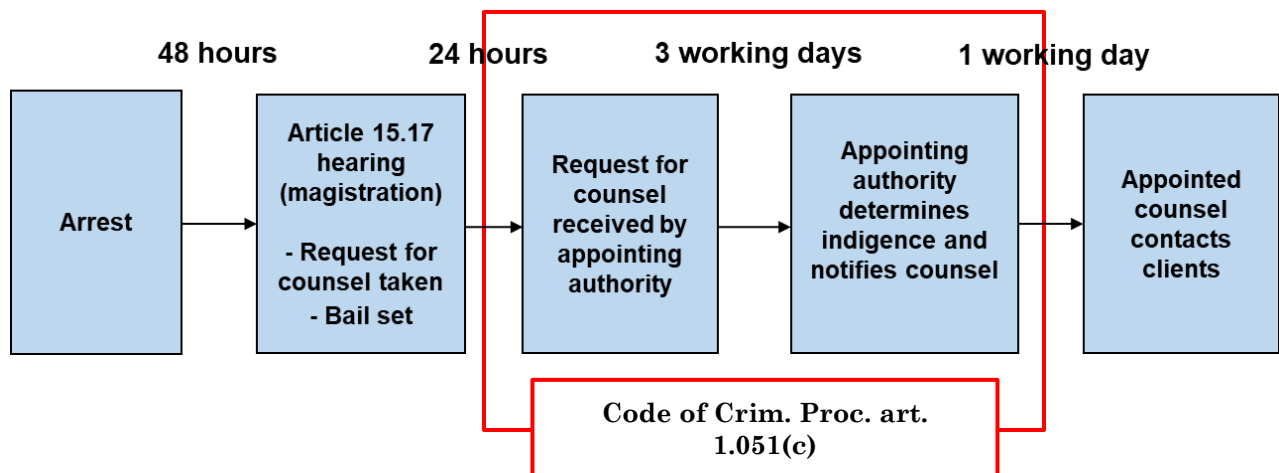 48 hours
24 hours
3 working days
1 working day
Arrest
Article 15.17
hearing
(magistration)
- Request for
counsel taken
- Bail set
Request for
counsel
received by
appointing
authority
Appointing
authority
determines
indigence and
notifies counsel
Appointed
counsel
contacts
clients
Code of Crim. Proc. art.
1.051(c)